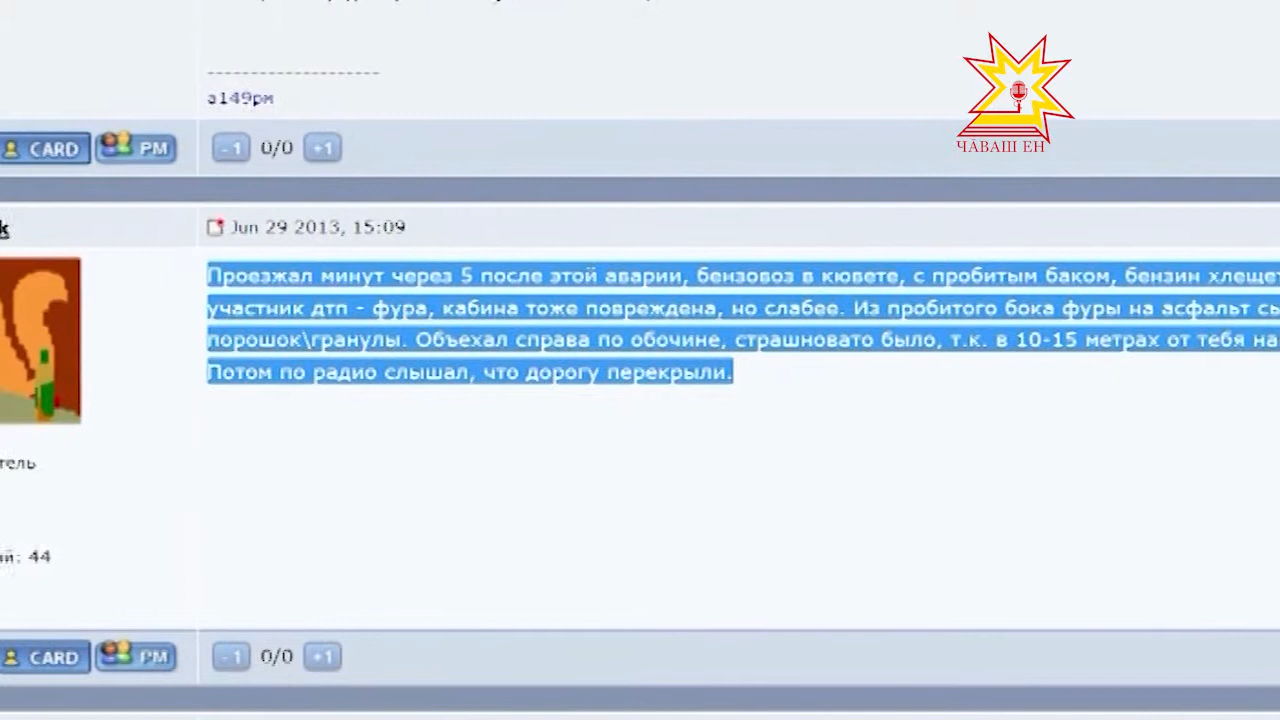 --------------------
а149рм
CARD PM -1 0/0 +1
ЧӐВАШ ЕН
k
Jun 29 2013, 15:09
Проезжал минут через 5 после этой аварии, бензовоз в кювете, с пробитым баком, бензин хлещет
участник дтп - фура, кабина тоже повреждена, но слабее. Из пробитого бока фуры на асфальт сы
порошок\гранулы. Объехал справа по обочине, страшновато было, т.к. в 10-15 метрах от тебя на
Потом по радио слышал, что дорогу перекрыли.
тель
ий: 44
CARD PM -1 0/0 +1